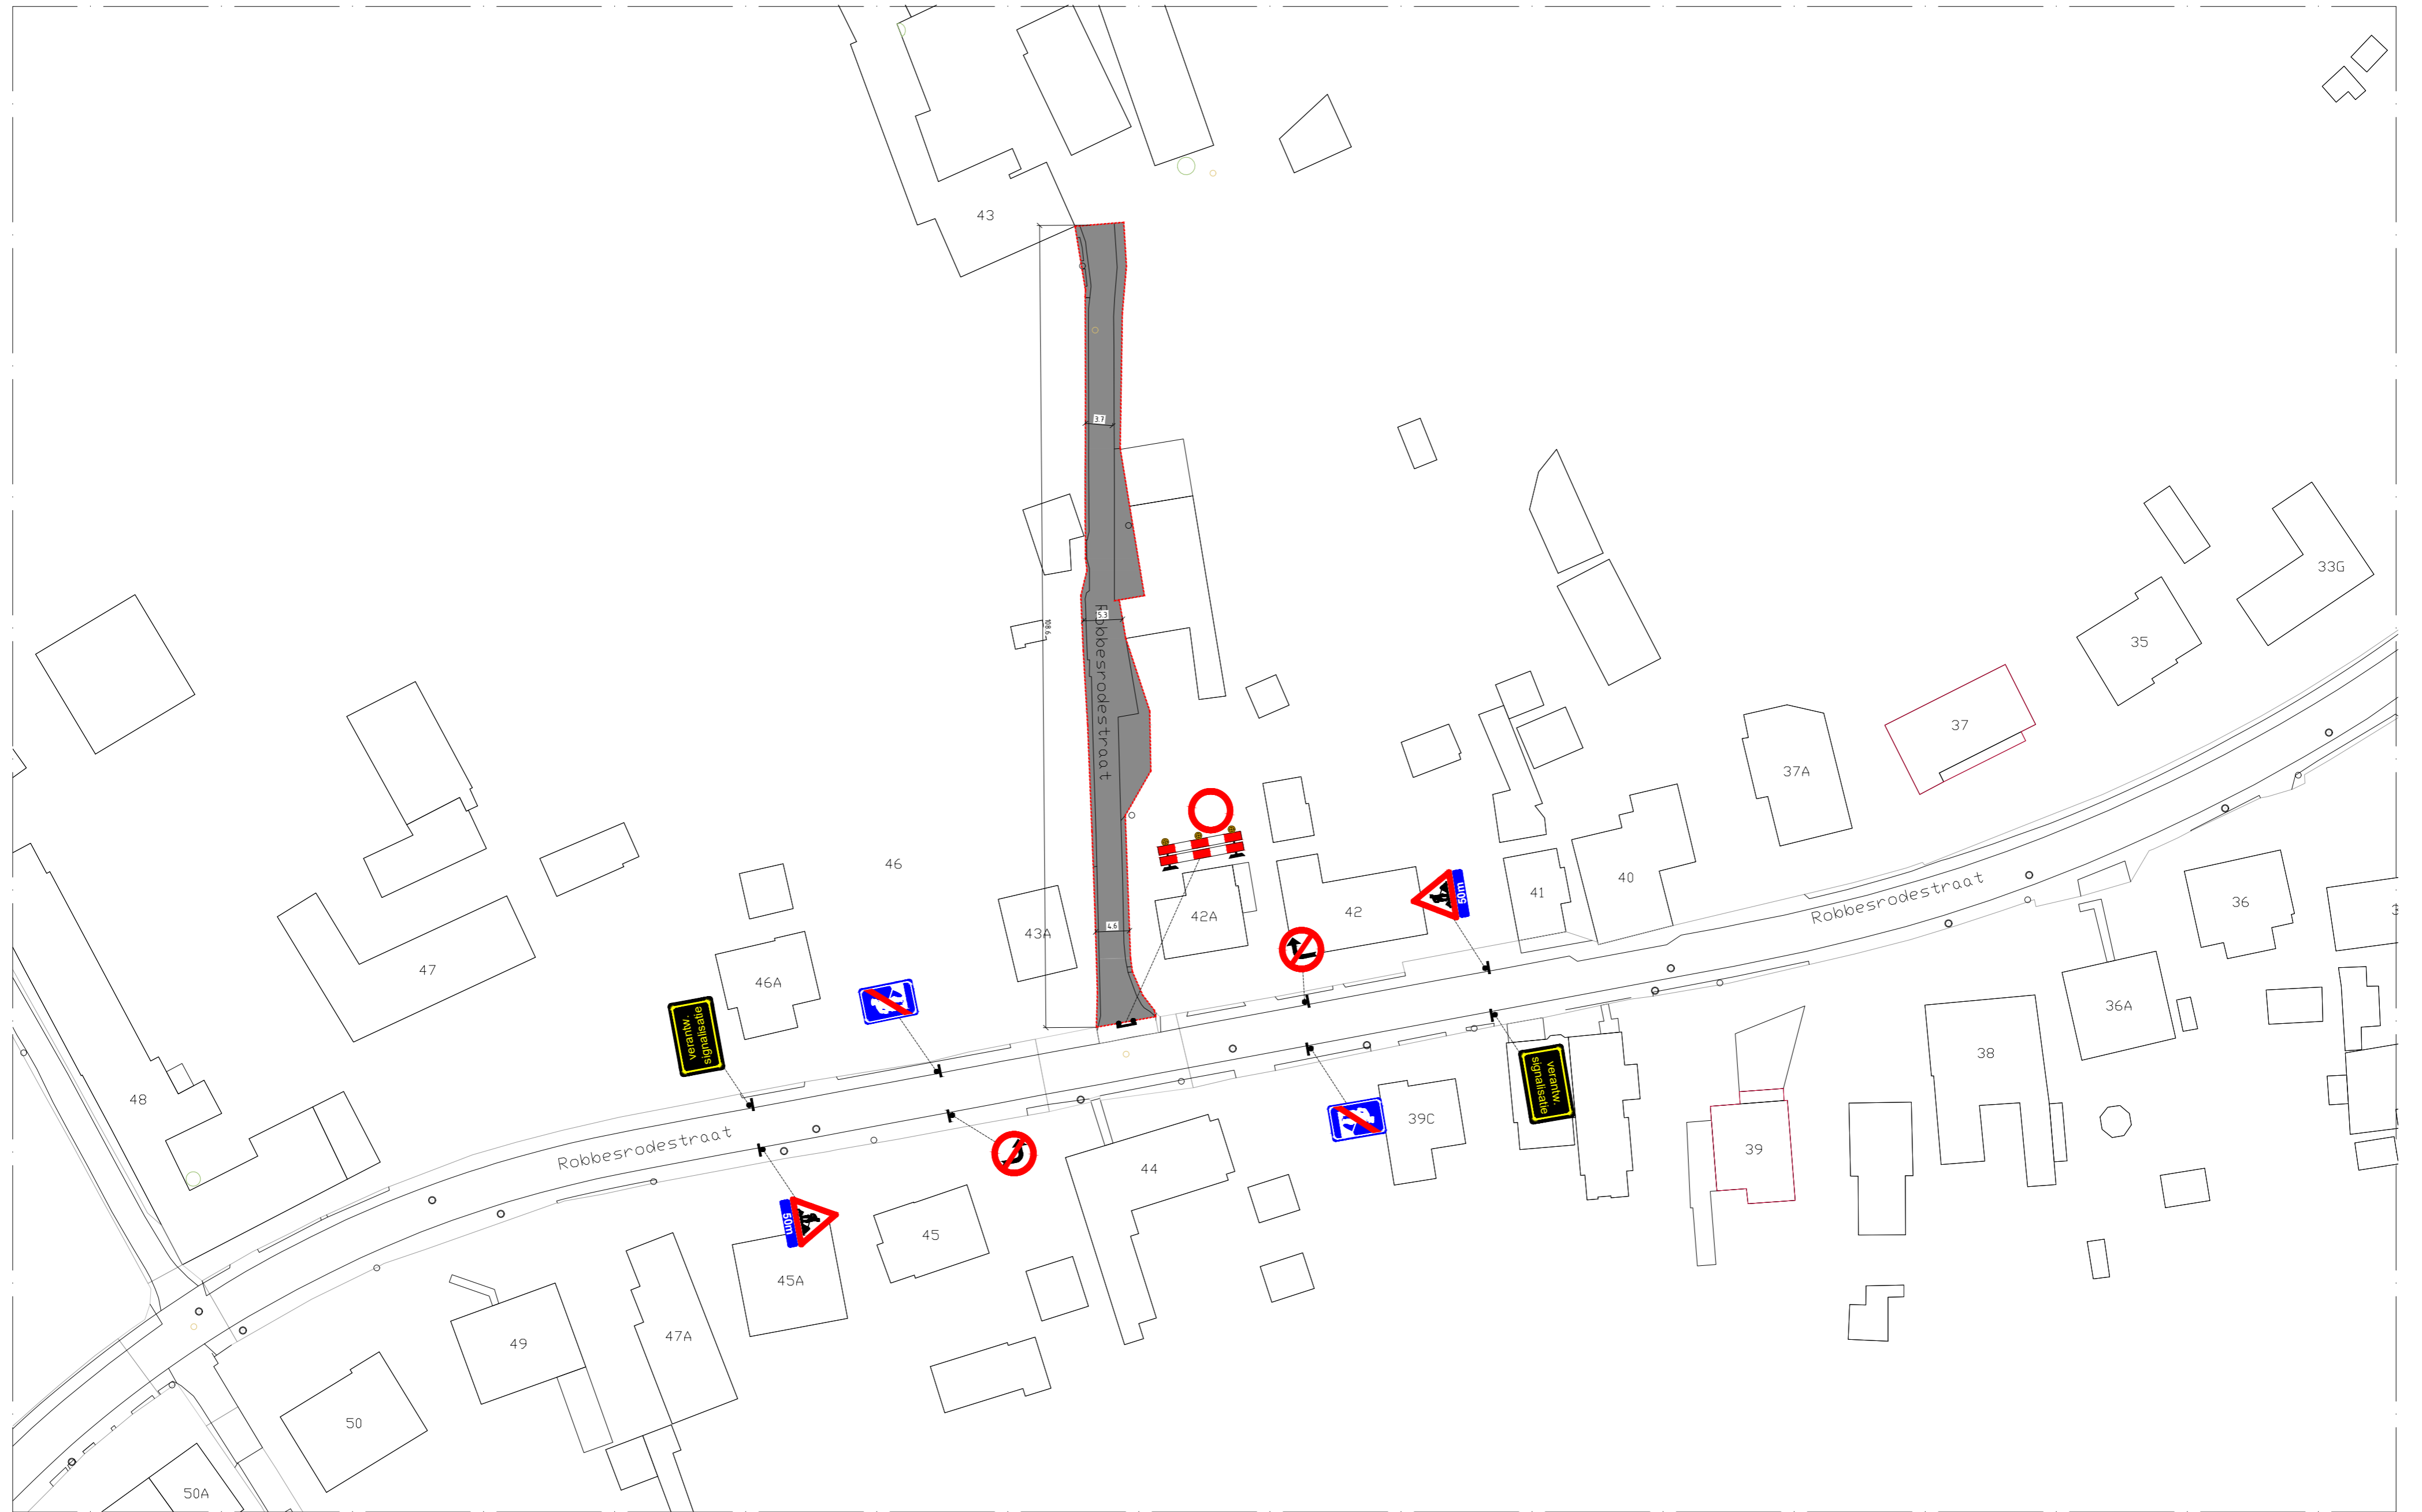 43
3.7
33G
Robbesrodestraat
5.3
108.6
35
37
37A
46
42A
42
50m
41
40
Robbesrodestraat
36
43A
4.6
47
46A
verantw.
signalisatie
36A
38
48
verantw.
signalisatie
39C
39
44
Robbesrodestraat
50m
45
45A
49
47A
50
50A